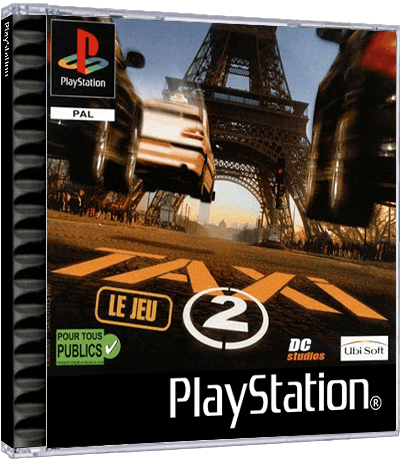 PlayStation
PlayStation
PAL
TAXI
LE JEU
2
POUR TOUS
PUBLICS
DC
studios
Ubi Soft
PlayStation®